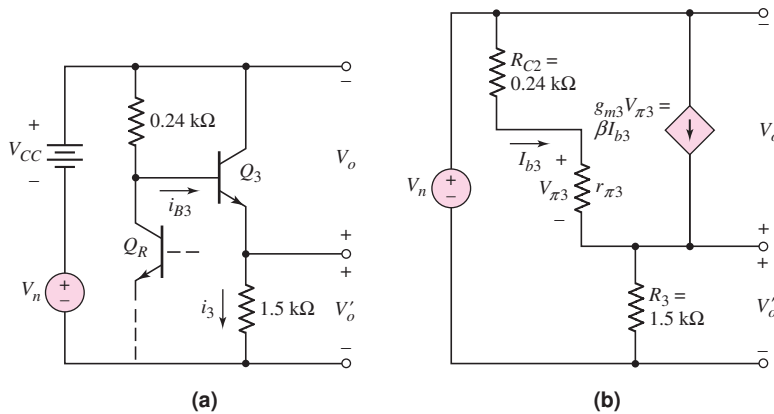 −
+
0.24 kΩ
V_CC
−
V_o
Q_3
i_B3
Q_R
+
+
V_n
+
−
i_3
1.5 kΩ
V′_o
−
(a)
−
R_C2 =
0.24 kΩ
g_m3V_π3 =
βI_b3
V_o
I_b3
+
V_π3
r_π3
−
V_n
+
−
+
+
R_3 =
1.5 kΩ
V′_o
−
(b)